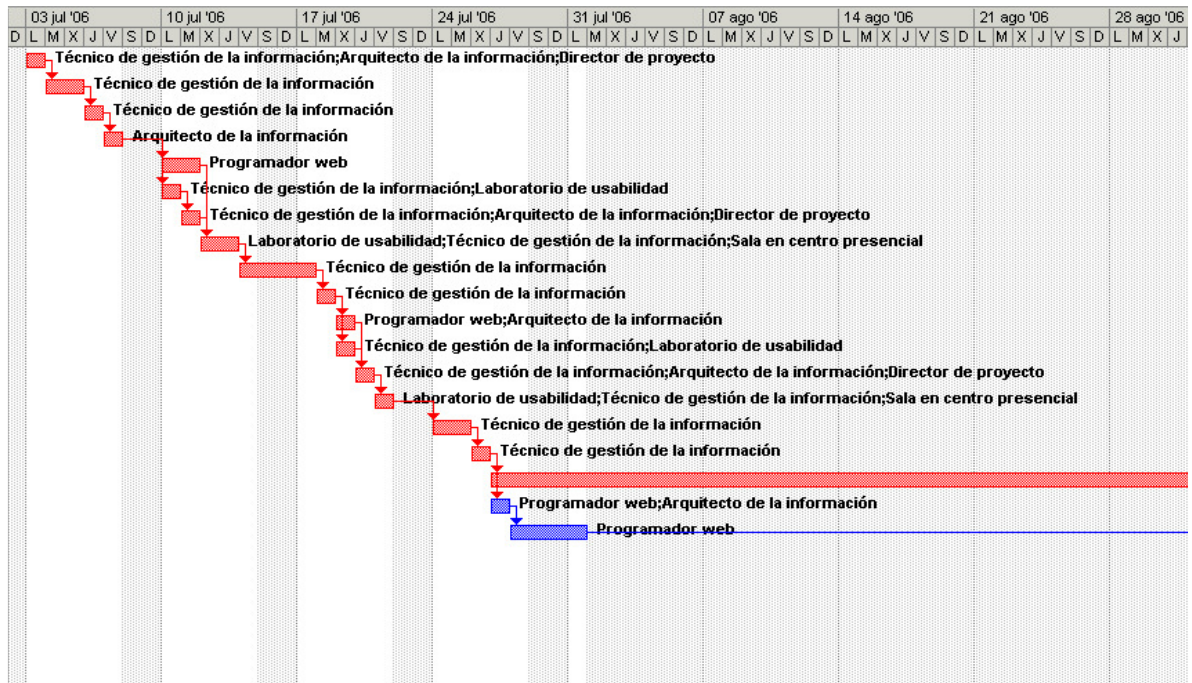 03 jul '06 10 jul '06 17 jul '06 24 jul '06 31 jul '06 07 ago '06 14 ago '06 21 ago '06 28 ago '06
D L M X J V S D L M X J V S D L M X J V S D L M X J V S D L M X J V S D L M X J V S D L M X J V S D L M X J V S D L M X J
Técnico de gestión de la información;Arquitecto de la información;Director de proyecto
Técnico de gestión de la información
Técnico de gestión de la información
Arquitecto de la información
Programador web
Técnico de gestión de la información;Laboratorio de usabilidad
Técnico de gestión de la información;Arquitecto de la información;Director de proyecto
Laboratorio de usabilidad;Técnico de gestión de la información;Sala en centro presencial
Técnico de gestión de la información
Técnico de gestión de la información
Programador web;Arquitecto de la información
Técnico de gestión de la información;Laboratorio de usabilidad
Técnico de gestión de la información;Arquitecto de la información;Director de proyecto
Laboratorio de usabilidad;Técnico de gestión de la información;Sala en centro presencial
Técnico de gestión de la información
Técnico de gestión de la información
Programador web;Arquitecto de la información
Programador web